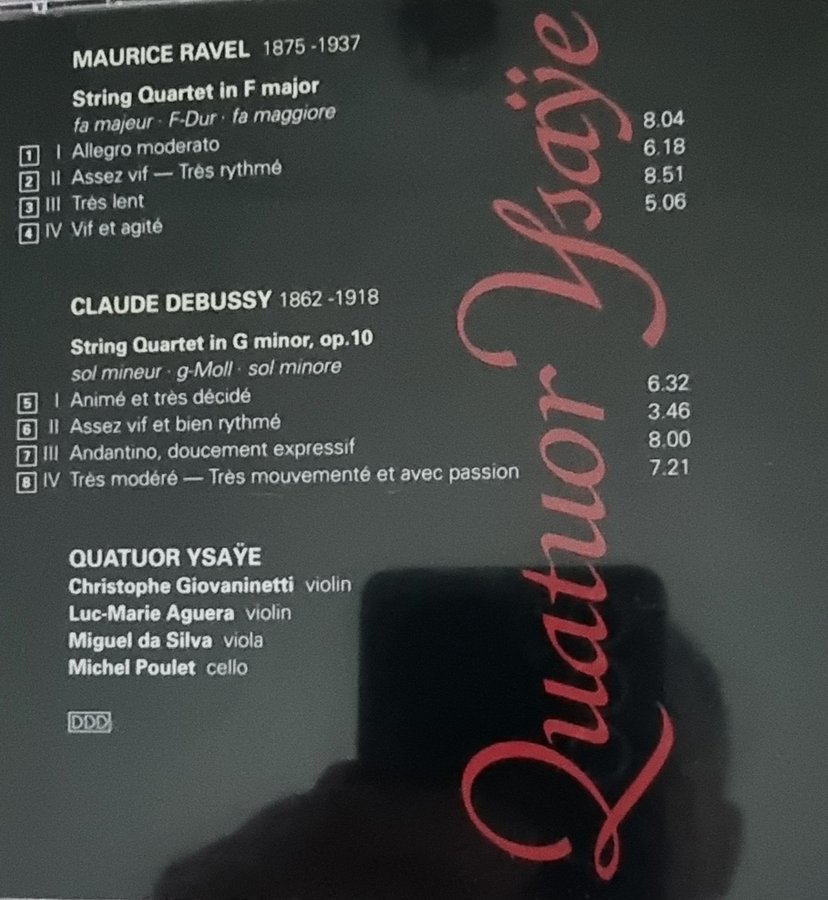 MAURICE RAVEL 1875 -1937
String Quartet in F major
fa majeur · F-Dur · fa maggiore
1 I Allegro moderato 8.04
2 II Assez vif — Très rythmé 6.18
3 III Très lent 8.51
4 IV Vif et agité 5.06
CLAUDE DEBUSSY 1862 -1918
String Quartet in G minor, op.10
sol mineur · g-Moll · sol minore
5 I Animé et très décidé 6.32
6 II Assez vif et bien rythmé 3.46
7 III Andantino, doucement expressif 8.00
8 IV Très modéré — Très mouvementé et avec passion 7.21
QUATUOR YSAŸE
Christophe Giovaninetti violin
Luc-Marie Aguera violin
Miguel da Silva viola
Michel Poulet cello
DDD
Quatuor Ysaÿe